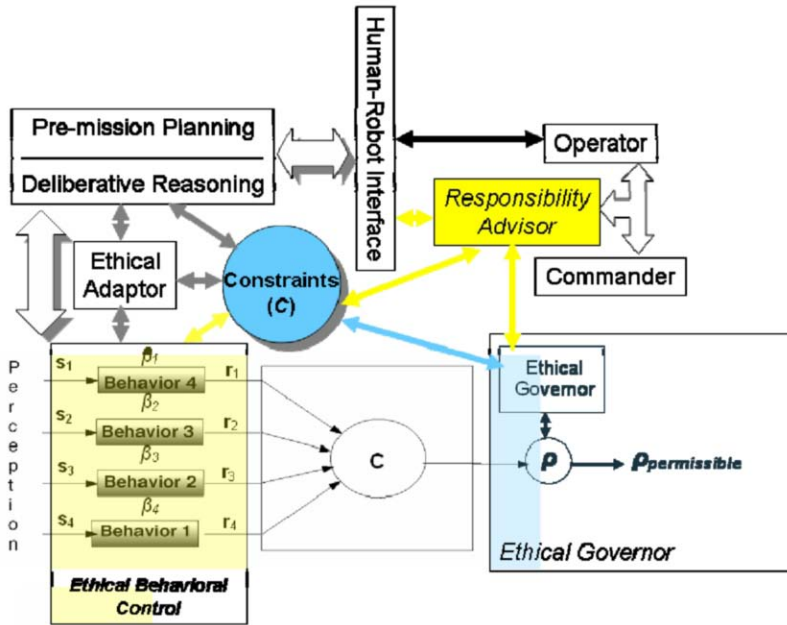 Human-Robot Interface
Pre-mission Planning
Deliberative Reasoning
Operator
Responsibility
Advisor
Commander
Ethical
Adaptor
Constraints
(C)
Perception
s1 β1 r1
Behavior 4
s2 β2 r2
Behavior 3
s3 β3 r3
Behavior 2
s4 β4 r4
Behavior 1
Ethical Behavioral
Control
C
Ethical
Governor
ρ
ρpermissible
Ethical Governor